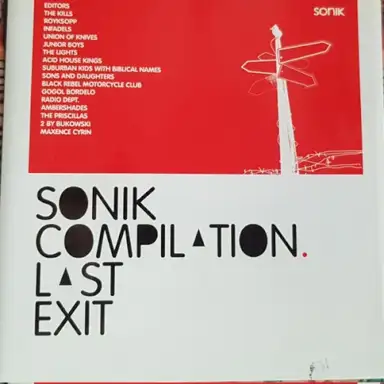 EDITORS
THE KILLS
RÖYKSOPP
INFADELS
UNION OF KNIVES
JUNIOR BOYS
THE LIGHTS
ACID HOUSE KINGS
SUBURBAN KIDS WITH BIBLICAL NAMES
SONS AND DAUGHTERS
BLACK REBEL MOTORCYCLE CLUB
GOGOL BORDELO
RADIO DEPT.
AMBERSHADES
THE PRISCILLAS
2 BY BUKOWSKI
MAXENCE CYRIN
SONIK
SONIK
COMPILATION.
LAST
EXIT